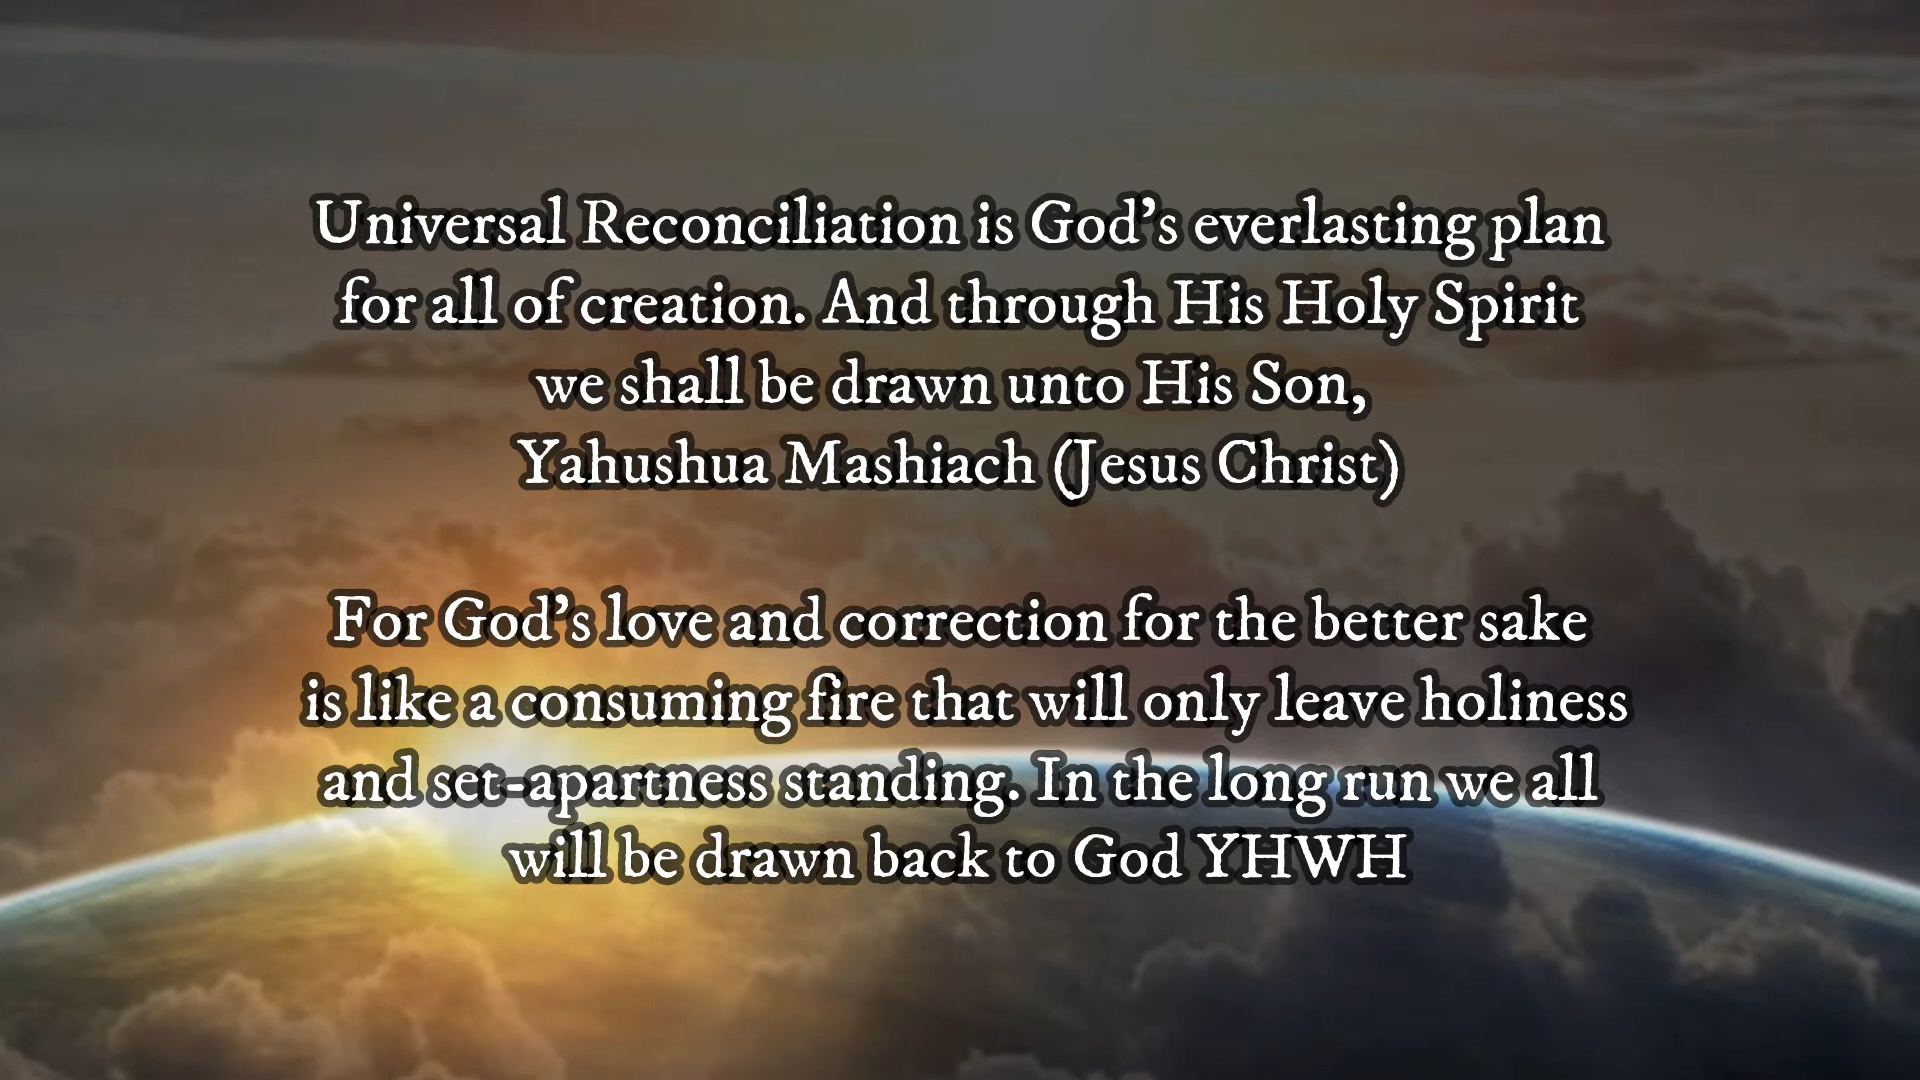 Universal Reconciliation is God's everlasting plan
for all of creation. And through His Holy Spirit
we shall be drawn unto His Son,
Yahushua Mashiach (Jesus Christ)
For God's love and correction for the better sake
is like a consuming fire that will only leave holiness
and set-apartness standing. In the long run we all
will be drawn back to God YHWH